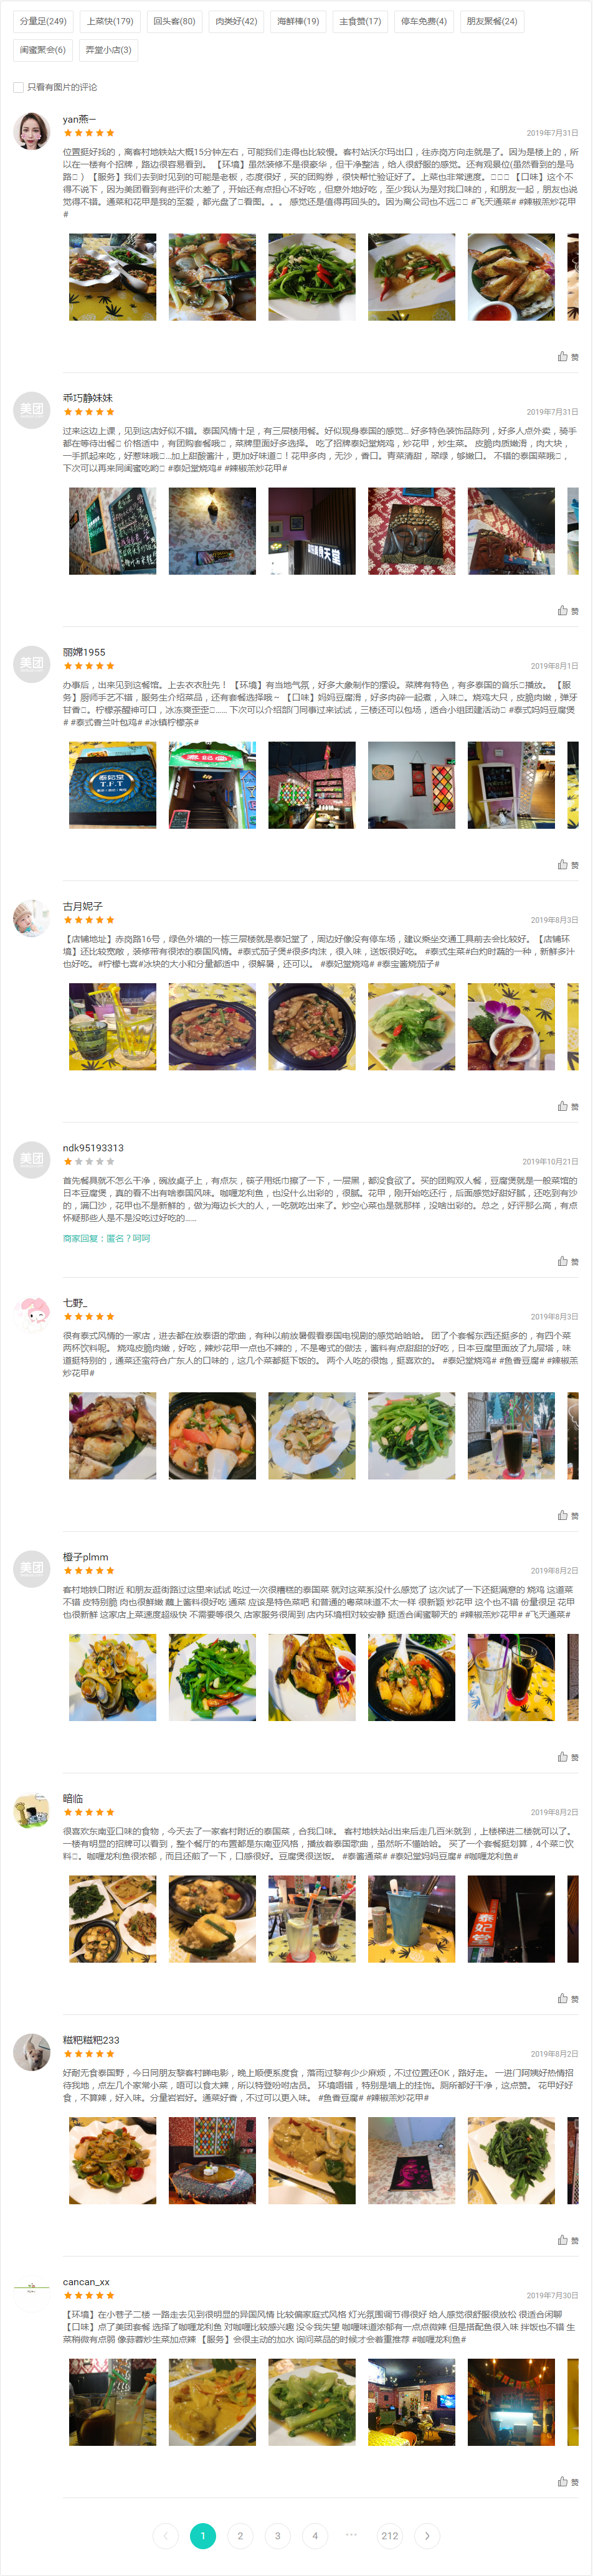 分量足(249)
上菜快(179)
回头客(80)
肉类好(42)
海鲜棒(19)
主食赞(17)
停车免费(4)
朋友聚餐(24)
闺蜜聚会(6)
弄堂小店(3)
只看有图片的评论
yan燕—
2019年7月31日
位置挺好找的，离客村地铁站大概15分钟左右，可能我们走得也比较慢。客村站沃尔玛出口，往赤岗方向走就是了。因为是楼上的，所
以在一楼有个招牌，路边很容易看到。 【环境】虽然装修不是很豪华，但干净整洁，给人很舒服的感觉。还有观景位(虽然看到的是马
路 ） 【服务】我们去到时见到的可能是老板，态度很好，买的团购券，很快帮忙验证好了。上菜也非常速度。 【口味】这个不
得不说下，因为美团看到有些评价太差了，开始还有点担心不好吃，但意外地好吃，至少我认为是对我口味的，和朋友一起，朋友也说
觉得不错。通菜和花甲是我的至爱，都光盘了 看图。。。 感觉还是值得再回头的。因为离公司也不远 #飞天通菜# #辣椒羔炒花甲
#
赞
美团
乖巧静妹妹
2019年7月31日
过来这边上课，见到这店好似不错。泰国风情十足，有三层楼用餐。好似现身泰国的感觉... 好多特色装饰品陈列，好多人点外卖，骑手
都在等待出餐 价格适中，有团购套餐哦 ，菜牌里面好多选择。 吃了招牌泰妃堂烧鸡，炒花甲，炒生菜。 皮脆肉质嫩滑，肉大块，
一手抓起来吃，好惹味哦 ...加上甜酸酱汁，更加好味道 ！花甲多肉，无沙，香口。青菜清甜，翠绿，够嫩口。 不错的泰国菜哦 ，
下次可以再来同闺蜜吃哟 #泰妃堂烧鸡# #辣椒羔炒花甲#
赞
美团
丽嫦1955
2019年8月1日
办事后，出来见到这餐馆。上去衣衣肚先！ 【环境】有当地气氛，好多大象制作的摆设。菜牌有特色，有多泰国的音乐 播放。 【服
务】厨师手艺不错，服务生介绍菜品，还有套餐选择哦～ 【口味】妈妈豆腐滑，好多肉碎一起煮，入味 。烧鸡大只，皮脆肉嫩，弹牙
甘香 。柠檬茶醒神可口，冰冻爽歪歪 ...... 下次可以介绍部门同事过来试试，三楼还可以包场，适合小组团建活动 #泰式妈妈豆腐煲
# #泰式香兰叶包鸡# #冰镇柠檬茶#
泰妃堂
T.F.T
赞
古月妮子
2019年8月3日
【店铺地址】赤岗路16号，绿色外墙的一栋三层楼就是泰妃堂了，周边好像没有停车场，建议乘坐交通工具前去会比较好。【店铺环
境】还比较宽敞，装修带有很浓的泰国风情。#泰式茄子煲#很多肉沫，很入味，送饭很好吃。 #泰式生菜#白灼时蔬的一种，新鲜多汁
也好吃。#柠檬七喜#冰块的大小和分量都适中，很解暑，还可以。 #泰妃堂烧鸡# #泰宝酱烧茄子#
赞
美团
ndk95193313
2019年10月21日
首先餐具就不怎么干净，碗放桌子上，有点灰，筷子用纸巾擦了一下，一层黑，都没食欲了。买的团购双人餐，豆腐煲就是一般菜馆的
日本豆腐煲，真的看不出有啥泰国风味。咖喱龙利鱼，也没什么出彩的，很腻。花甲，刚开始吃还行，后面感觉好甜好腻，还吃到有沙
的，满口沙，花甲也不是新鲜的，做为海边长大的人，一吃就吃出来了。炒空心菜也是就那样，没啥出彩的。总之，好评那么高，有点
怀疑那些人是不是没吃过好吃的......
商家回复：匿名？呵呵
赞
七野_
2019年8月3日
很有泰式风情的一家店，进去都在放泰语的歌曲，有种以前放暑假看泰国电视剧的感觉哈哈哈。 团了个套餐东西还挺多的，有四个菜
两杯饮料呢。 烧鸡皮脆肉嫩，好吃，辣炒花甲一点也不辣的，不是粤式的做法，酱料有点甜甜的好吃，日本豆腐里面放了九层塔，味
道挺特别的，通菜还蛮符合广东人的口味的，这几个菜都挺下饭的。 两个人吃的很饱，挺喜欢的。 #泰妃堂烧鸡# #鱼香豆腐# #辣椒羔
炒花甲#
赞
美团
橙子plmm
2019年8月2日
客村地铁口附近 和朋友逛街路过这里来试试 吃过一次很糟糕的泰国菜 就对这菜系没什么感觉了 这次试了一下还挺满意的 烧鸡 这道菜
不错 皮特别脆 肉也很鲜嫩 蘸上酱料很好吃 通菜 应该是特色菜吧 和普通的粤菜味道不太一样 很新颖 炒花甲 这个也不错 份量很足 花甲
也很新鲜 这家店上菜速度超级快 不需要等很久 店家服务很周到 店内环境相对较安静 挺适合闺蜜聊天的 #辣椒羔炒花甲# #飞天通菜#
赞
暗临
2019年8月2日
很喜欢东南亚口味的食物，今天去了一家客村附近的泰国菜，合我口味。 客村地铁站d出来后走几百米就到，上楼梯进二楼就可以了。
一楼有明显的招牌可以看到，整个餐厅的布置都是东南亚风格，播放着泰国歌曲，虽然听不懂哈哈。 买了一个套餐挺划算，4个菜 饮
料 。咖喱龙利鱼很浓郁，而且还煎了一下，口感很好。豆腐煲很送饭。 #泰酱通菜# #泰妃堂妈妈豆腐# #咖喱龙利鱼#
泰妃堂
赞
糍粑糍粑233
2019年8月2日
好耐无食泰国野，今日同朋友黎客村睇电影，晚上顺便系度食，落雨过黎有少少麻烦，不过位置还OK，路好走。 一进门阿姨好热情招
待我地，点左几个家常小菜，唔可以食太辣，所以特登吩咐店员。 环境唔错，特别是墙上的挂饰。厕所都好干净，这点赞。 花甲好好
食，不算辣，好入味。分量岩岩好。通菜好香，不过可以更入味。 #鱼香豆腐# #辣椒羔炒花甲#
赞
cancan_xx
2019年7月30日
【环境】在小巷子二楼 一路走去见到很明显的异国风情 比较偏家庭式风格 灯光氛围调节得很好 给人感觉很舒服很放松 很适合闲聊
【口味】点了美团套餐 选择了咖喱龙利鱼 对咖喱比较感兴趣 没令我失望 咖喱味道浓郁有一点点微辣 但是搭配鱼很入味 拌饭也不错 生
菜稍微有点弱 像蒜蓉炒生菜加点辣 【服务】会很主动的加水 询问菜品的时候才会着重推荐 #咖喱龙利鱼#
赞
1
2
3
4
...
212